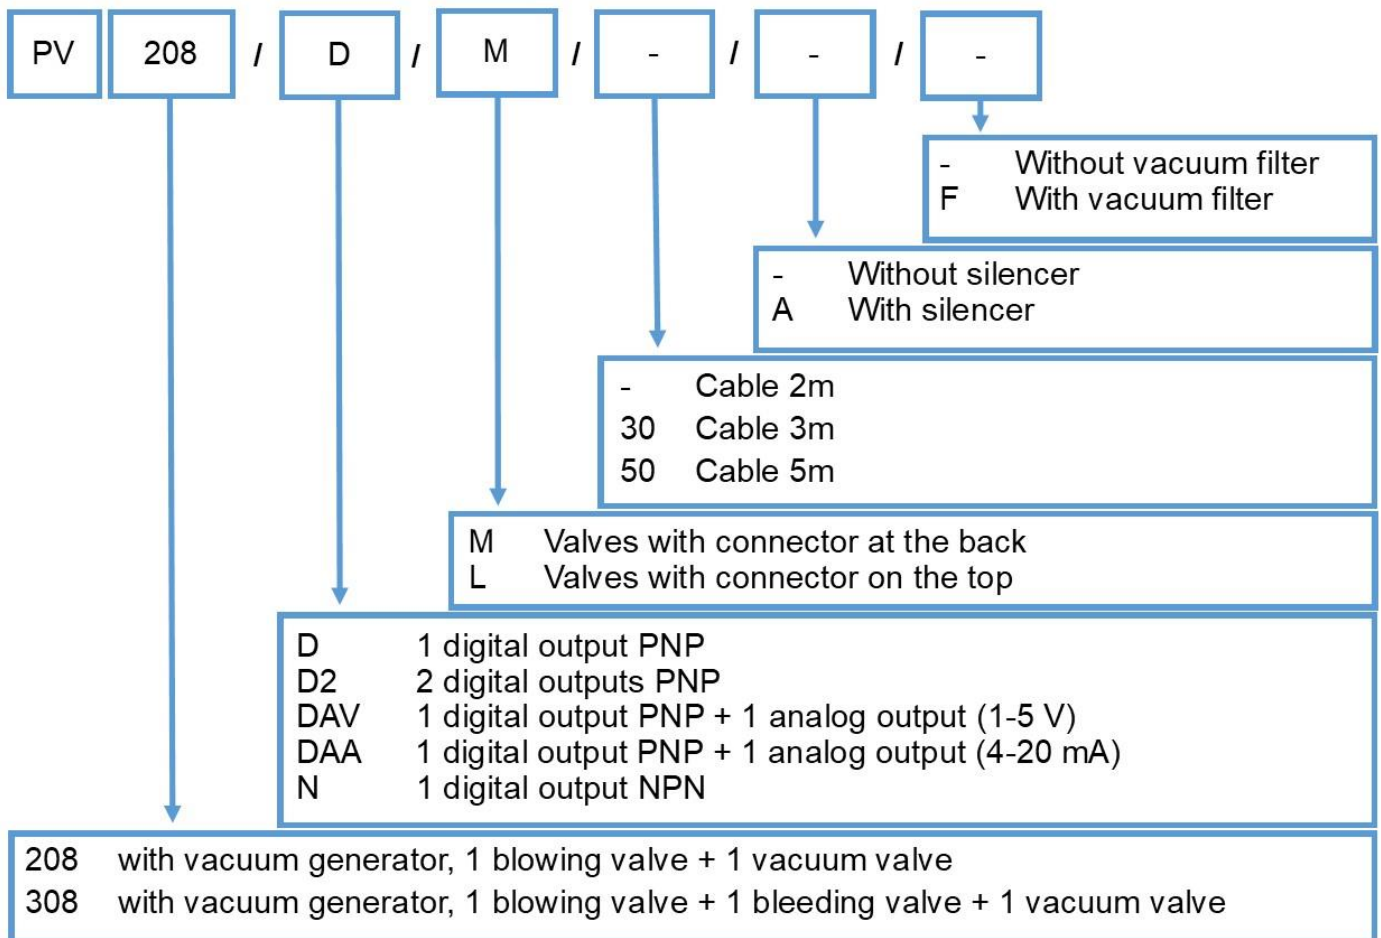 PV 208 / D / M / - / - / -
- Without vacuum filter
F With vacuum filter
- Without silencer
A With silencer
- Cable 2m
30 Cable 3m
50 Cable 5m
M Valves with connector at the back
L Valves with connector on the top
D 1 digital output PNP
D2 2 digital outputs PNP
DAV 1 digital output PNP + 1 analog output (1-5 V)
DAA 1 digital output PNP + 1 analog output (4-20 mA)
N 1 digital output NPN
208 with vacuum generator, 1 blowing valve + 1 vacuum valve
308 with vacuum generator, 1 blowing valve + 1 bleeding valve + 1 vacuum valve